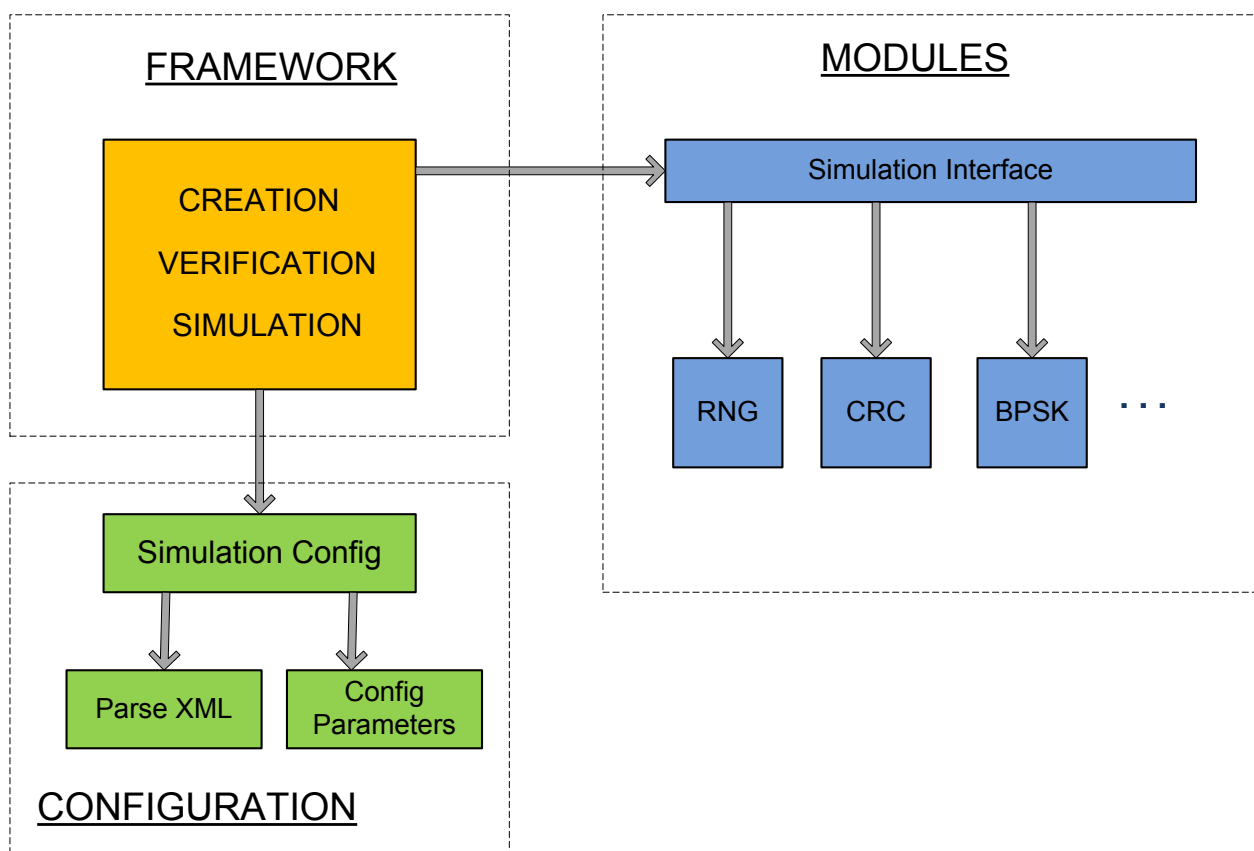 FRAMEWORK
CREATION
VERIFICATION
SIMULATION
MODULES
Simulation Interface
RNG
CRC
BPSK
. . .
Simulation Config
Parse XML
Config
Parameters
CONFIGURATION